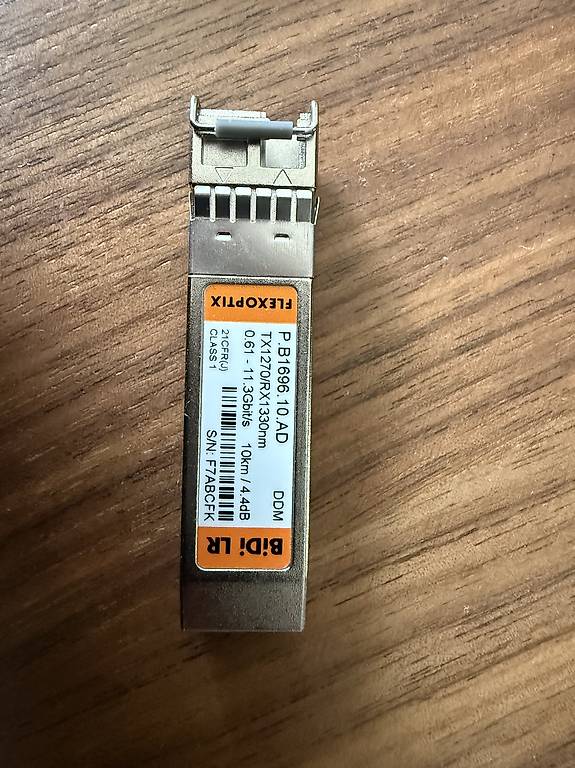 FLEXOPTIX
P.B1696.10.AD
DDM
TX1270/RX1330nm
0.61 - 11.3Gbit/s 10km / 4.4dB
21CFR(J)
CLASS 1
S/N: F7ABCFK
BiDi LR